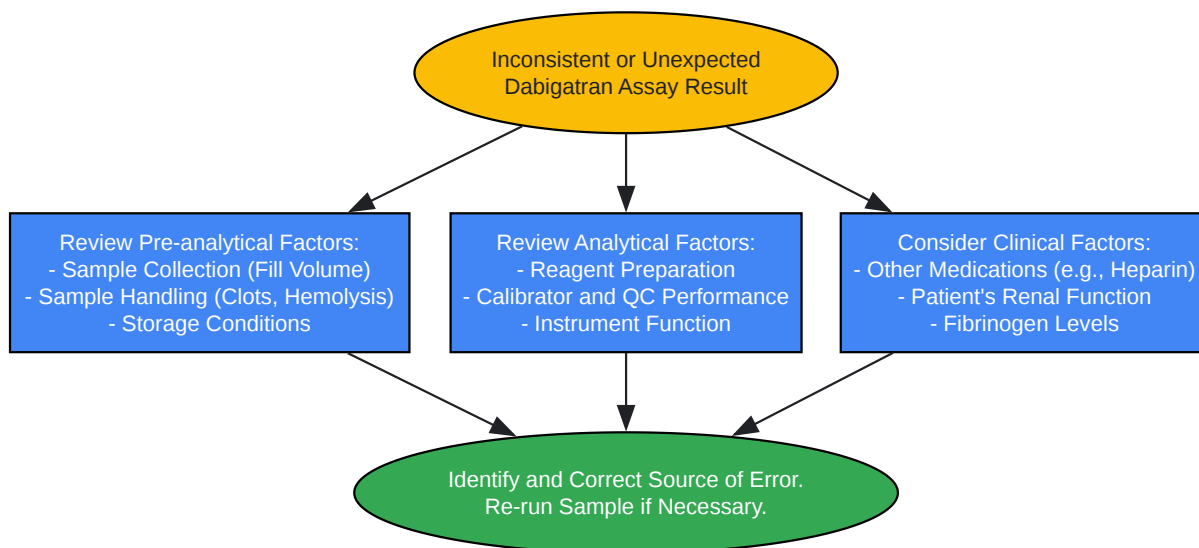 Inconsistent or Unexpected
Dabigatran Assay Result
Review Pre-analytical Factors:
- Sample Collection (Fill Volume)
- Sample Handling (Clots, Hemolysis)
- Storage Conditions
Review Analytical Factors:
- Reagent Preparation
- Calibrator and QC Performance
- Instrument Function
Consider Clinical Factors:
- Other Medications (e.g., Heparin)
- Patient's Renal Function
- Fibrinogen Levels
Identify and Correct Source of Error.
Re-run Sample if Necessary.